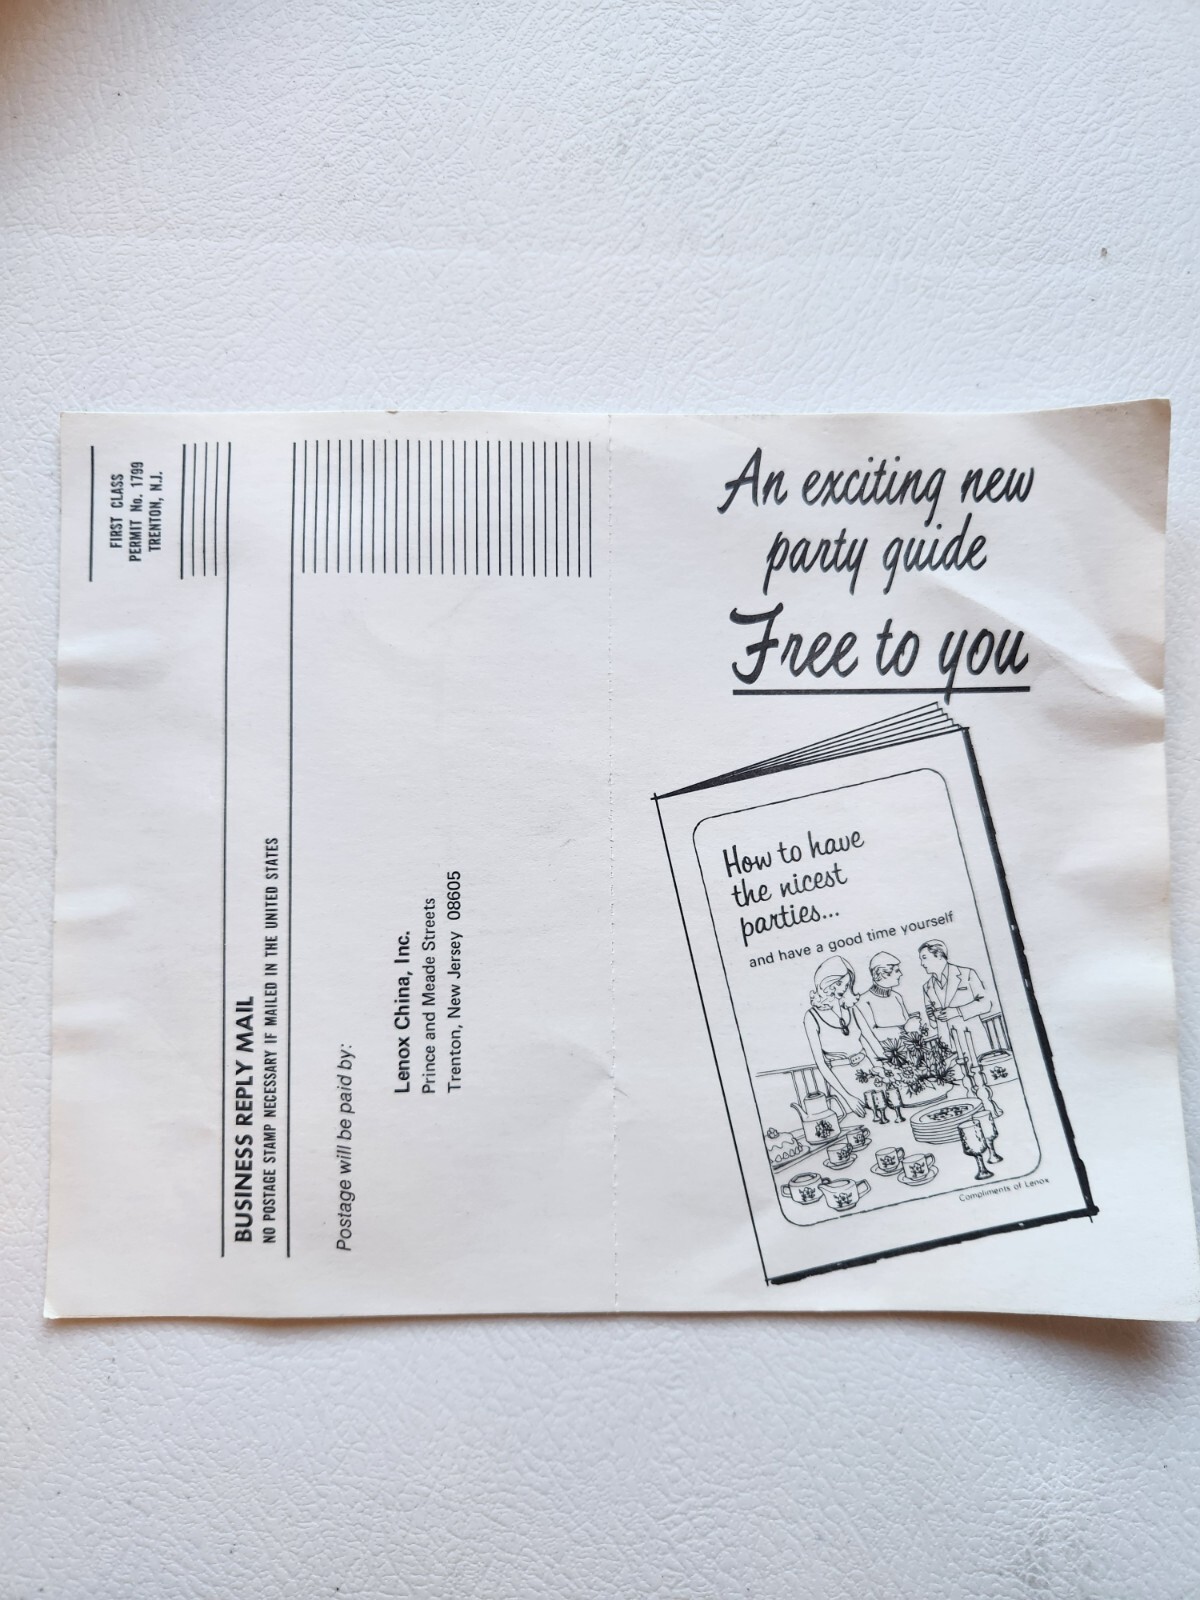 FIRST CLASS
PERMIT No. 1799
TRENTON, N.J.
BUSINESS REPLY MAIL
NO POSTAGE STAMP NECESSARY IF MAILED IN THE UNITED STATES
Postage will be paid by:
Lenox China, Inc.
Prince and Meade Streets
Trenton, New Jersey 08605
An exciting new
party guide
Free to you
How to have
the nicest
parties...
and have a good time yourself
Compliments of Lenox